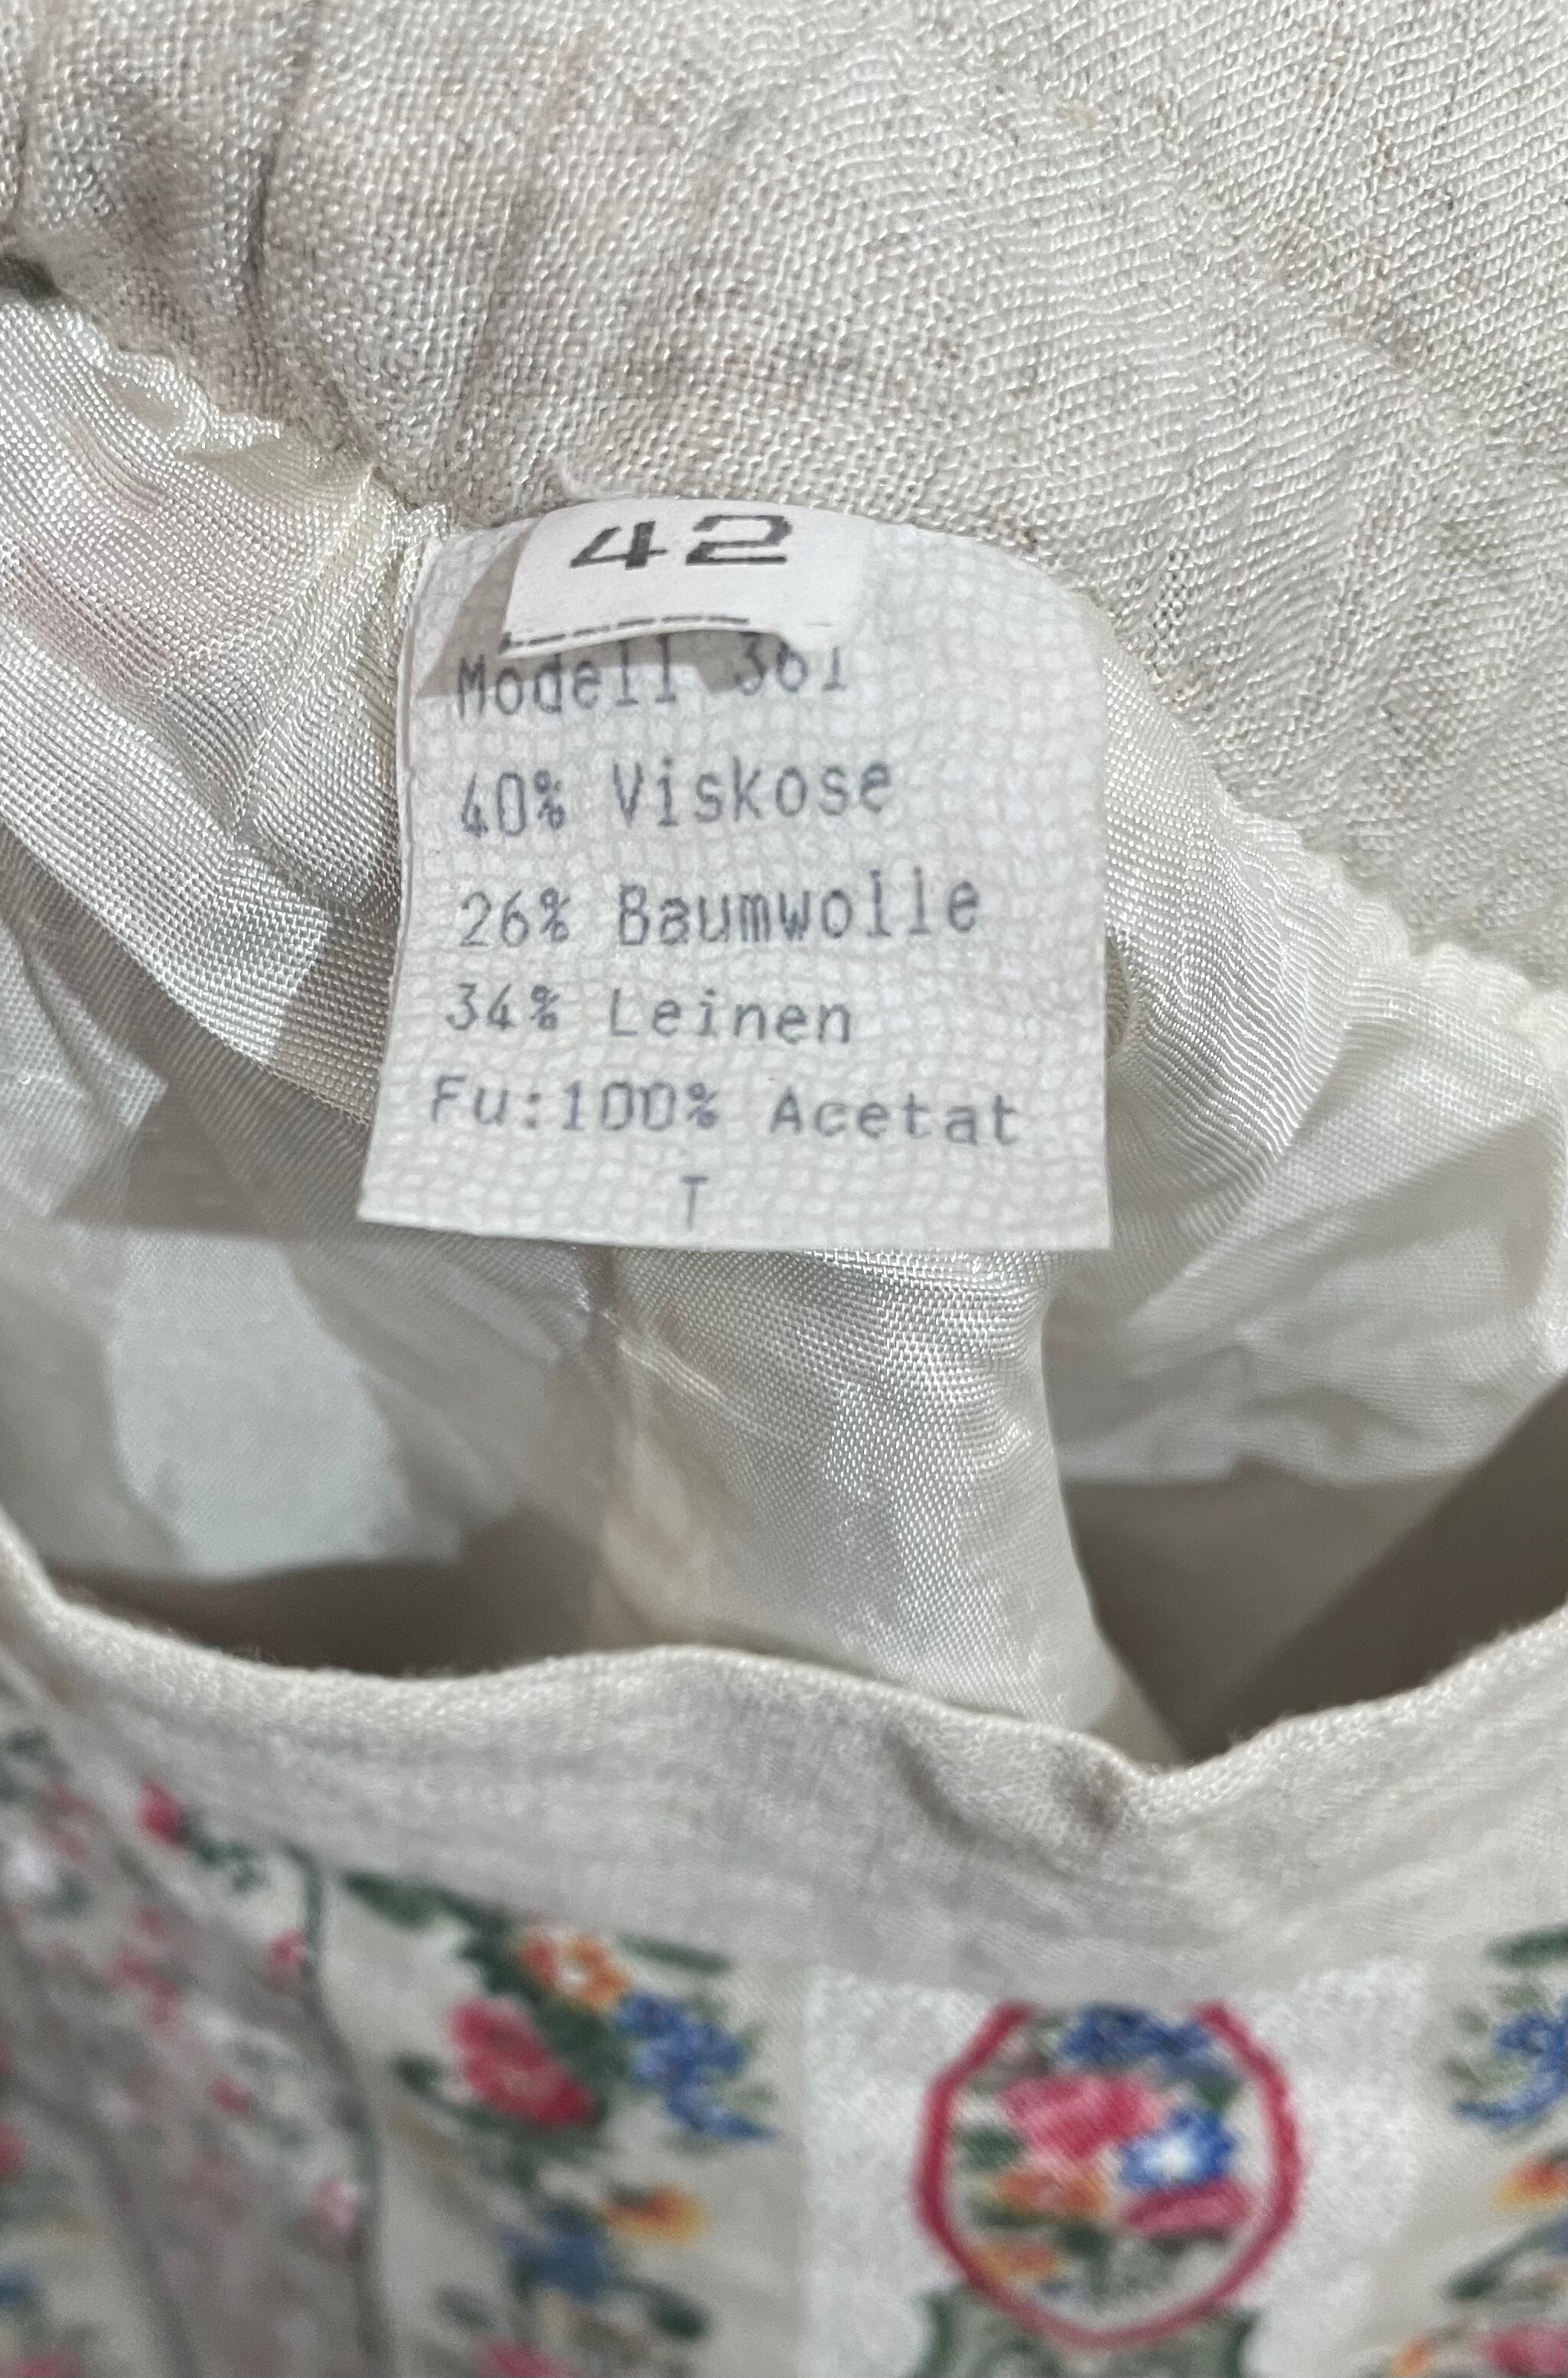 42
Modell 361
40% Viskose
26% Baumwolle
34% Leinen
Fu:100% Acetat
T